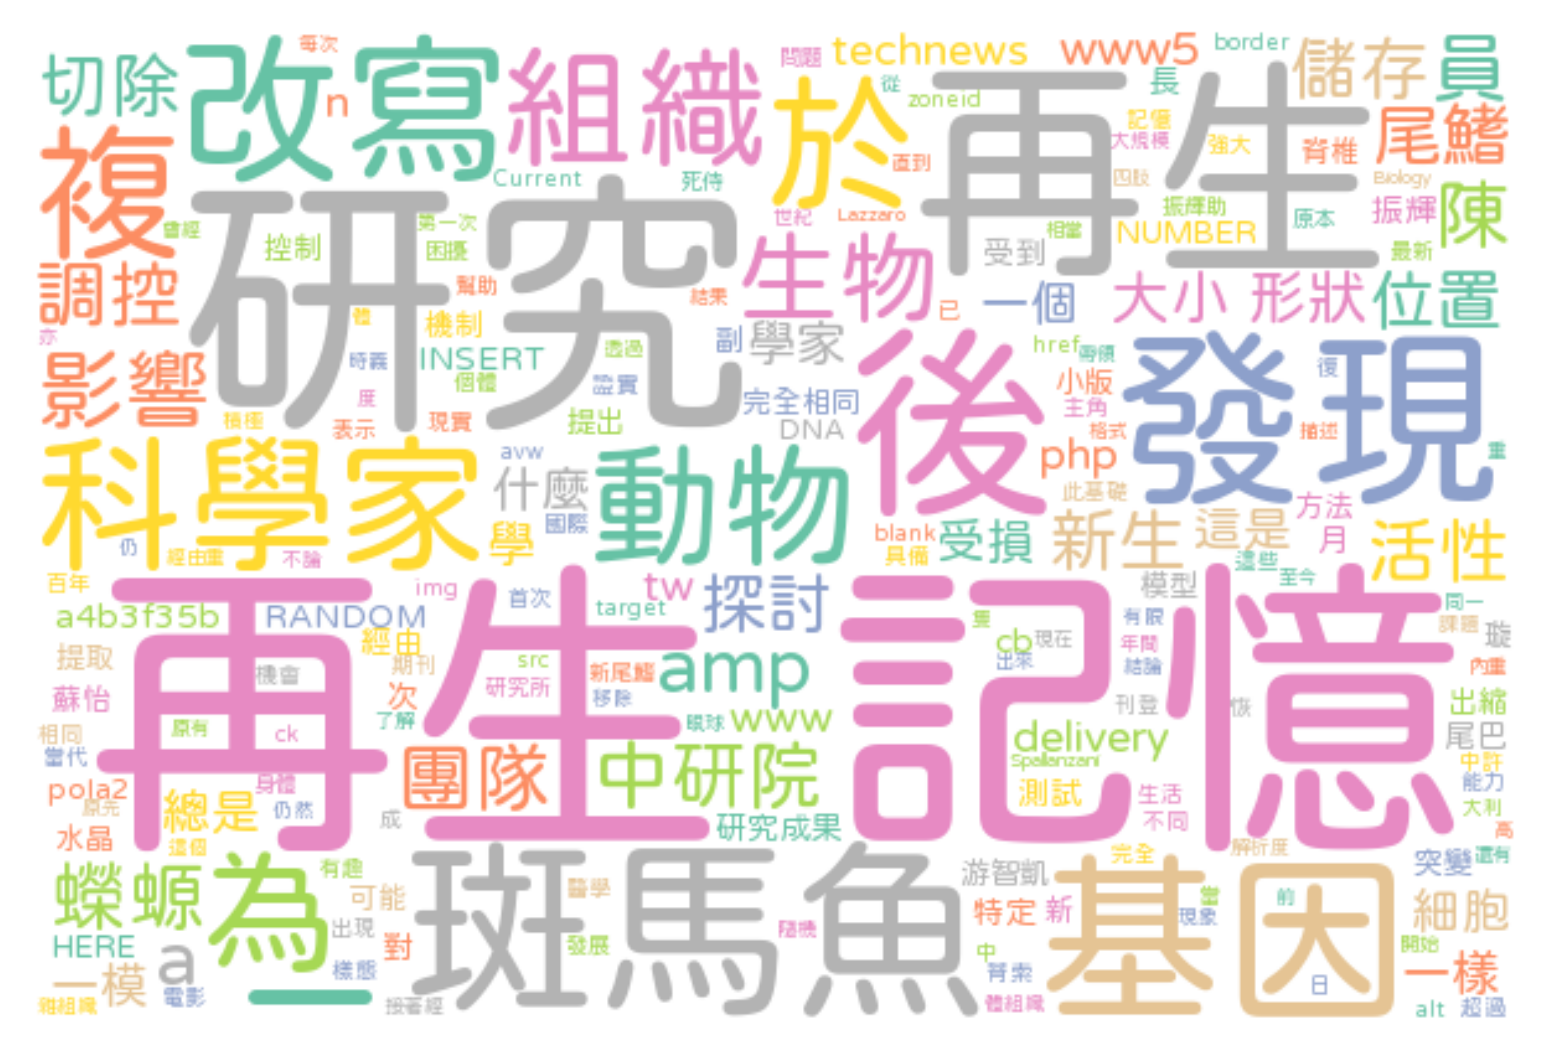 每次
切除
改寫
n
組織
問題
technews
www5
border
儲存
員
從
zoneid
長
於
再生
記憶
大規模
強大
脊椎
尾鰭
直到
複
Current
死侍
四肢
Biology
世紀
Lazzaro
振輝助
原本
振輝
陳
曾經
第一次
研究
控制
困擾
生物
受到
相當
NUMBER
最新
調控
幫助
結果
已
一個
大小
形狀
位置
亦
體
機制
副
學家
href
帶領
影響
時義
INSERT
透過
後
發現
復
個體
證實
小版
度
完全相同
主角
積極
表示
現實
提出
DNA
php
格式
描述
重
科學家
avw
什麼
動物
此基礎
方法
學
國際
blank
受損
新生
這是
月
活性
仍
經由重
不論
具備
這些
至今
百年
再生
img
首次
tw
探討
記憶
模型
同一
a4b3f35b
RANDOM
target
隻
有限
課題
璇
提取
經由
期刊
src
cb
現在
年間
機會
新尾鰭
amp
出來
結論
內重
蘇怡
次
研究所
移除
刊登
恢
出縮
相同
原有
ck
了解
眼球
www
delivery
尾巴
當代
團隊
中研院
Spallanzani
中許
pola2
身體
測試
生活
能力
原先
總是
仍然
大利
水晶
成
研究成果
不同
高
這個
解析度
蠑螈
為
有趣
斑馬魚
游智凱
完全
基因
突變
還有
可能
醫學
特定
新
現象
前
細胞
HERE
a
出現
對
發展
隨機
中
開始
一模
樣態
日
一樣
電影
一
接著經
體組織
alt
超過